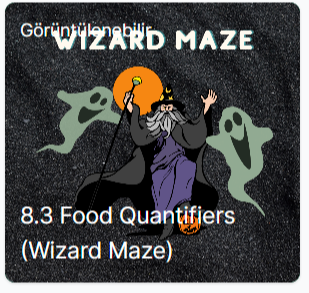 Görüntülenebilir
WIZARD MAZE
8.3 Food Quantifiers
(Wizard Maze)